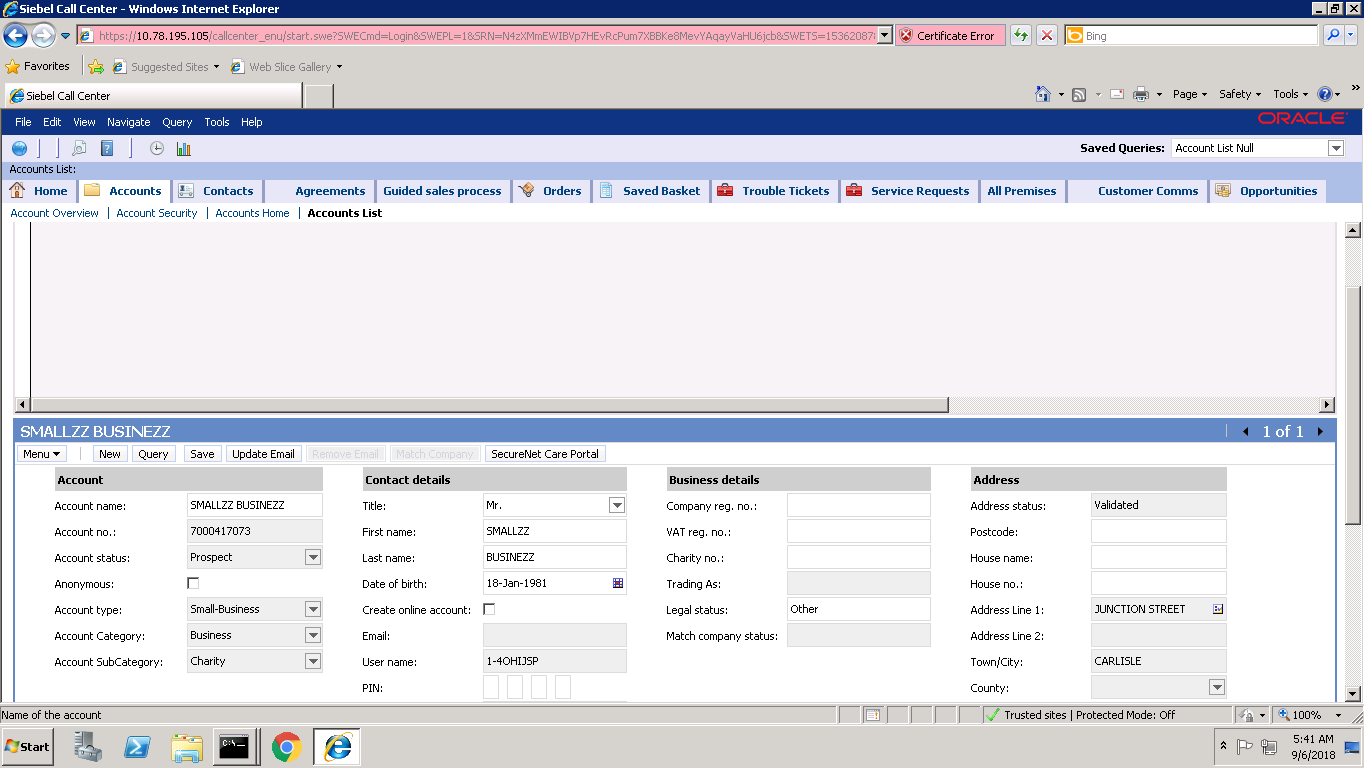 Siebel Call Center - Windows Internet Explorer
https://10.78.195.105/callcenter_enu/start.swe?SWECmd=Login&SWEPL=1&SRN=N4zXMmEWIBVp7HEvRcPum7XBBKe8MevYAqayVaHU6jcb&SWETS=15362087 Certificate Error Bing
Favorites Suggested Sites Web Slice Gallery
Siebel Call Center Page Safety Tools
File Edit View Navigate Query Tools Help ORACLE
Saved Queries: Account List Null
Accounts List:
Home Accounts Contacts Agreements Guided sales process Orders Saved Basket Trouble Tickets Service Requests All Premises Customer Comms Opportunities
Account Overview | Account Security | Accounts Home | Accounts List
SMALLZZ BUSINEZZ 1 of 1
Menu New Query Save Update Email Remove Email Match Company SecureNet Care Portal
Account Contact details Business details Address
Account name: SMALLZZ BUSINEZZ Title: Mr. Company reg. no.: Address status: Validated
Account no.: 7000417073 First name: SMALLZZ VAT reg. no.: Postcode:
Account status: Prospect Last name: BUSINEZZ Charity no.: House name:
Anonymous: Date of birth: 18-Jan-1981 Trading As: House no.:
Account type: Small-Business Create online account: Legal status: Other Address Line 1: JUNCTION STREET
Account Category: Business Email: Match company status: Address Line 2:
Account SubCategory: Charity User name: 1-4OHIJSP Town/City: CARLISLE
PIN: County:
Name of the account Trusted sites | Protected Mode: Off 100%
Start 5:41 AM
9/6/2018